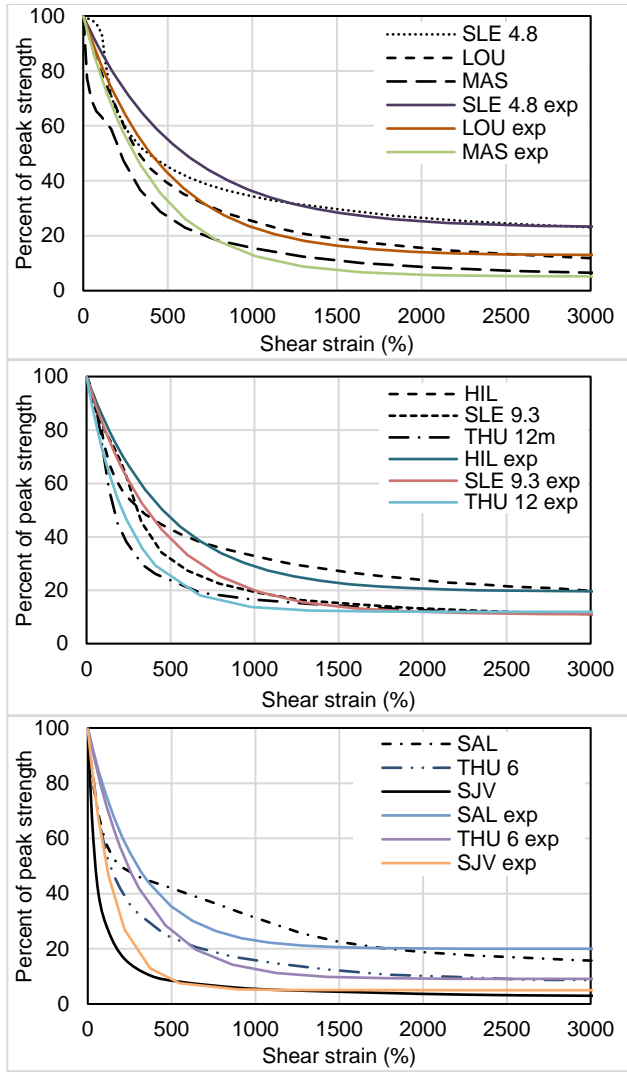 100
80
60
40
20
0
Percent of peak strength
SLE 4.8
LOU
MAS
SLE 4.8 exp
LOU exp
MAS exp
0 500 1000 1500 2000 2500 3000
Shear strain (%)
100
80
60
40
20
0
Percent of peak strength
HIL
SLE 9.3
THU 12m
HIL exp
SLE 9.3 exp
THU 12 exp
0 500 1000 1500 2000 2500 3000
Shear strain (%)
100
80
60
40
20
0
Percent of peak strength
SAL
THU 6
SJV
SAL exp
THU 6 exp
SJV exp
0 500 1000 1500 2000 2500 3000
Shear strain (%)